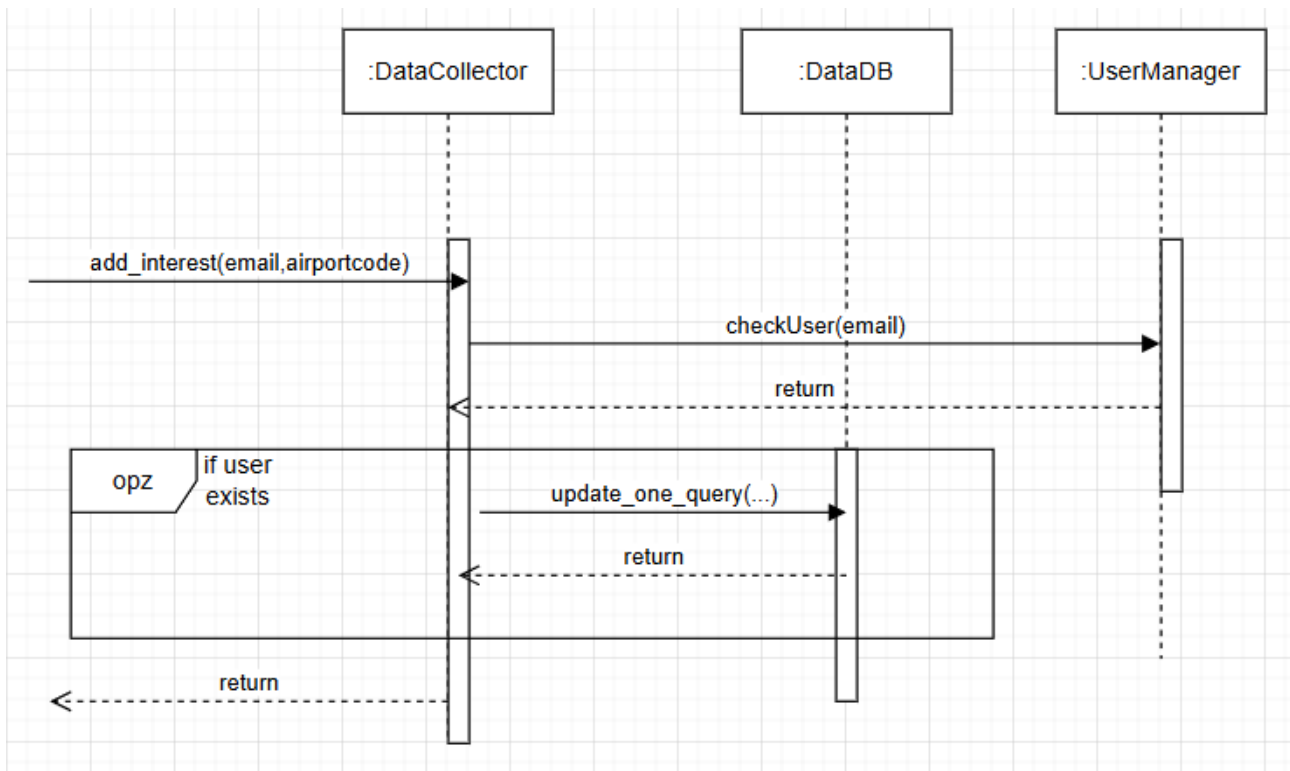 :DataCollector
:DataDB
:UserManager
add_interest(email,airportcode)
checkUser(email)
return
opz
if user
exists
update_one_query(...)
return
return